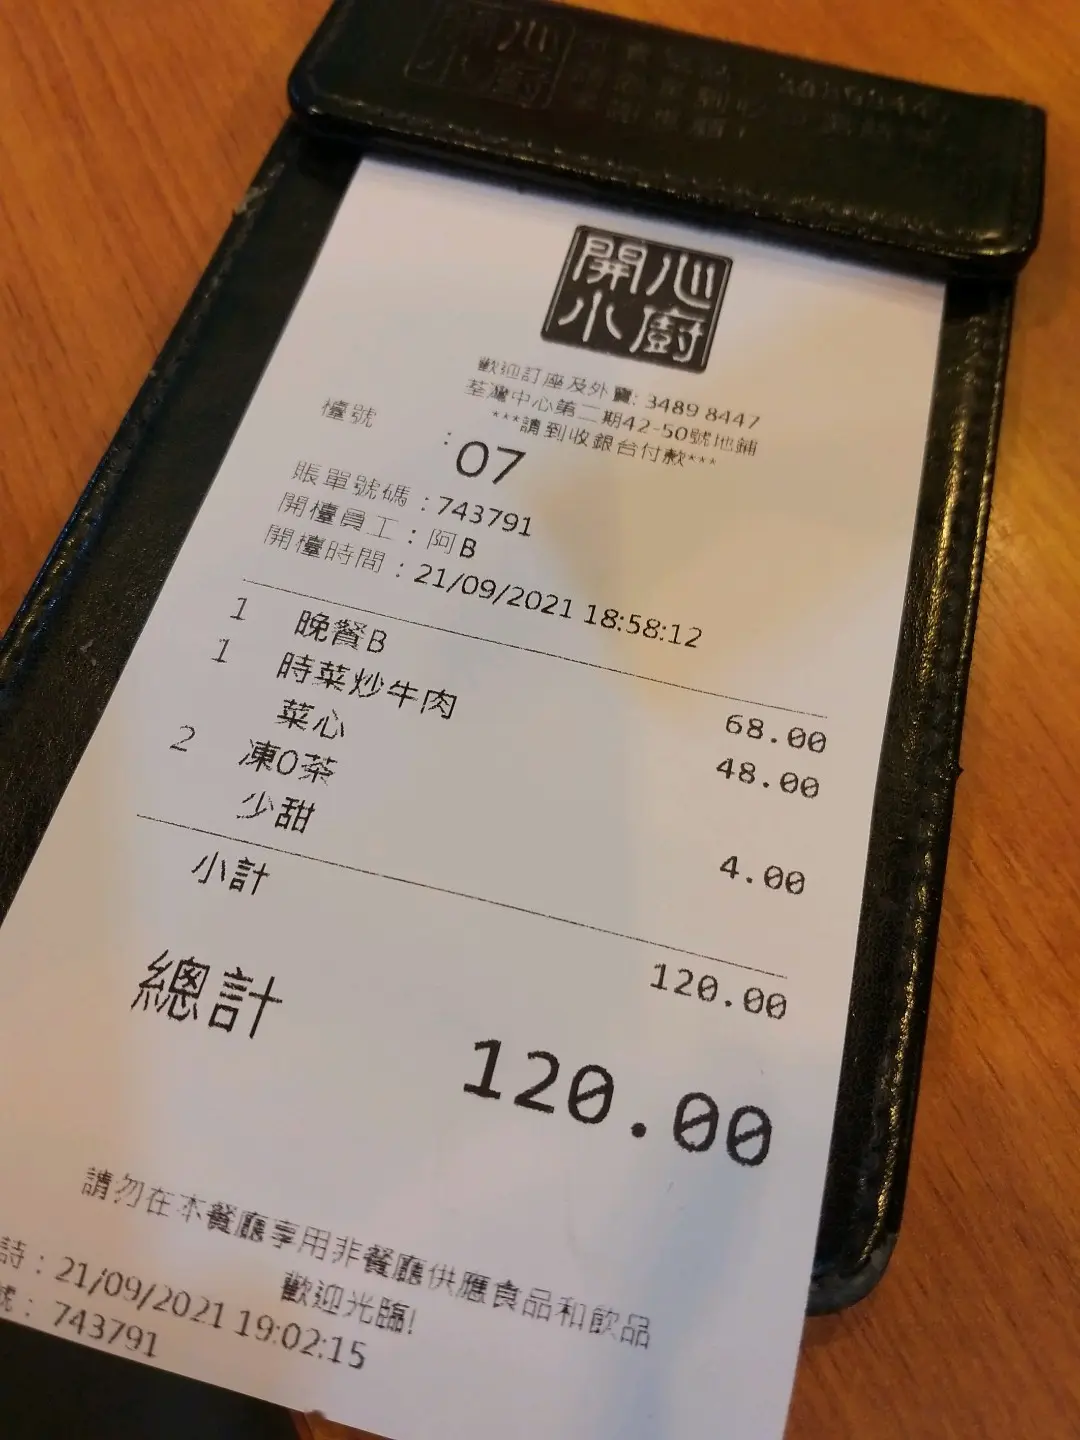 開心
小廚
歡迎訂座及外賣: 3489 8447
荃灣中心第二期42-50號地鋪
***請到收銀台付款***
檯號 : 07
賬單號碼 : 743791
開檯員工 : 阿B
開檯時間 : 21/09/2021 18:58:12
1 晚餐B 68.00
1 時菜炒牛肉 48.00
菜心
2 凍0茶 4.00
少甜
小計 120.00
總計 120.00
請勿在本餐廳享用非餐廳供應食品和飲品
歡迎光臨!
: 21/09/2021 19:02:15
號 : 743791